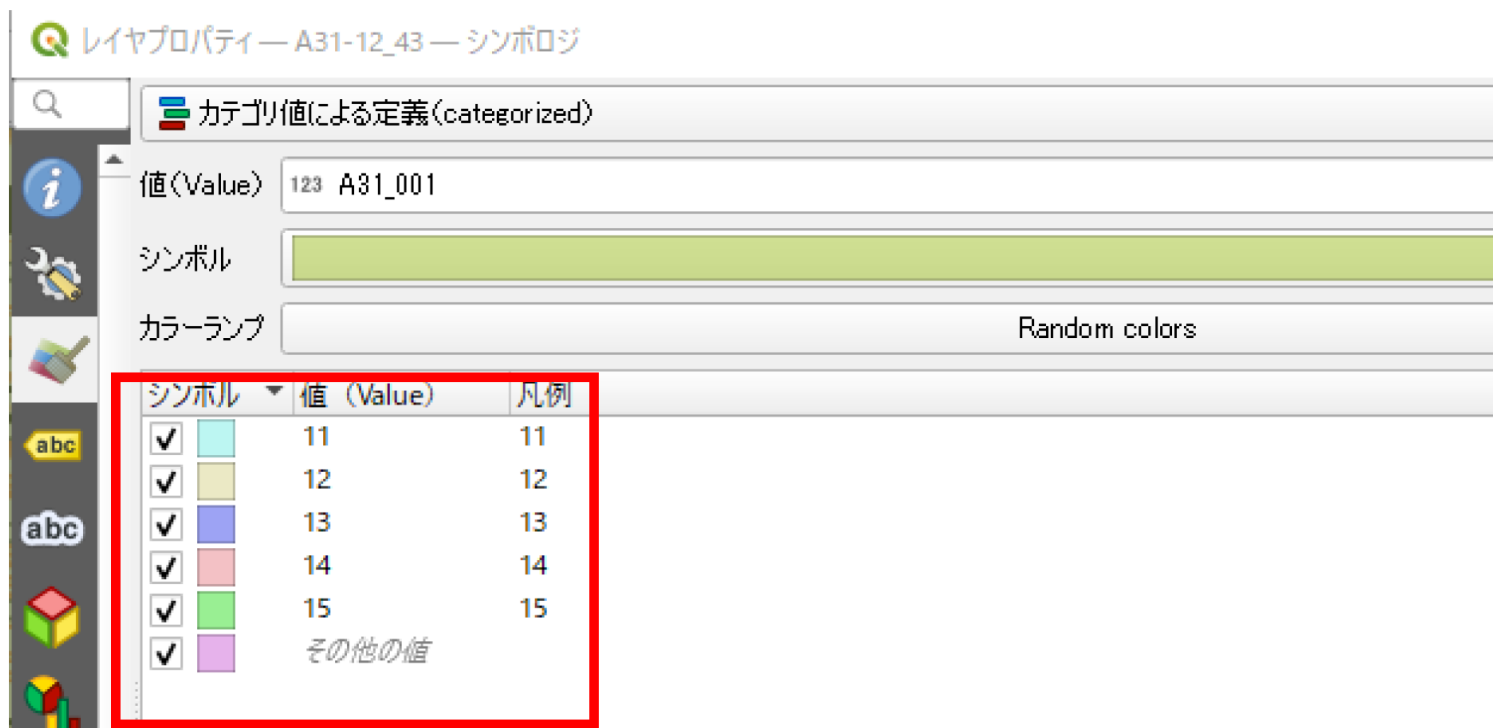 レイヤプロパティ — A31-12_43 — シンボロジ
カテゴリ値による定義(categorized)
値(Value) 123 A31_001
シンボル
カラーランプ Random colors
シンボル 値 (Value) 凡例
11 11
abc 12 12
13 13
abc 14 14
15 15
その他の値